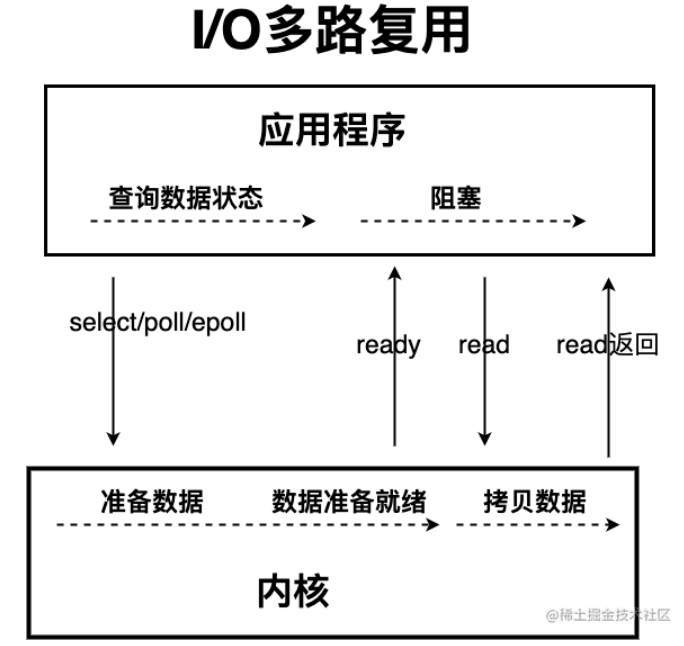 I/O多路复用
应用程序
查询数据状态
阻塞
select/poll/epoll
ready
read
read返回
准备数据
数据准备就绪
拷贝数据
内核
@稀土掘金技术社区